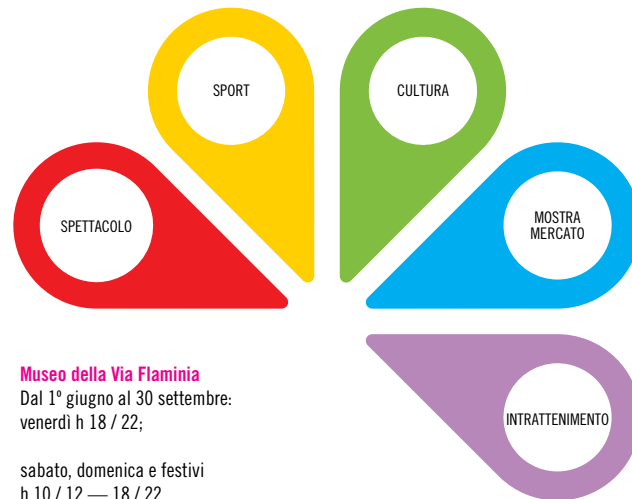 SPORT
CULTURA
SPETTACOLO
MOSTRA
MERCATO
INTRATTENIMENTO
Museo della Via Flaminia
Dal 1º giugno al 30 settembre:
venerdì h 18 / 22;
sabato, domenica e festivi
h 10 / 12 — 18 / 22